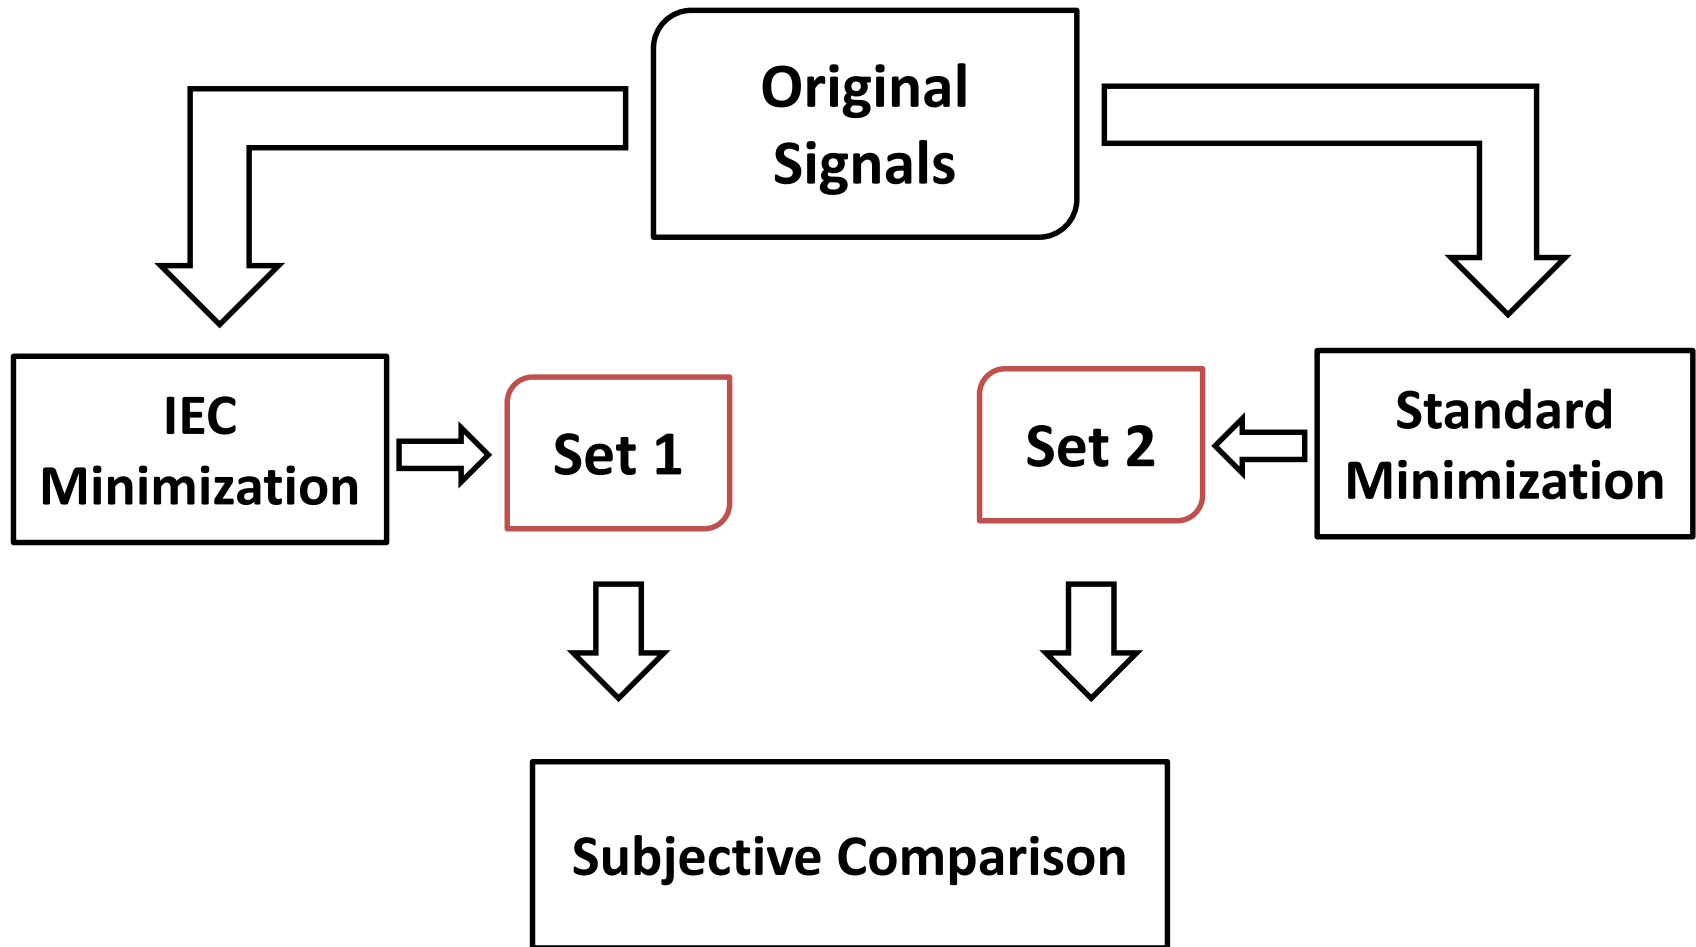 Original
Signals
IEC
Minimization
Set 1
Set 2
Standard
Minimization
Subjective Comparison